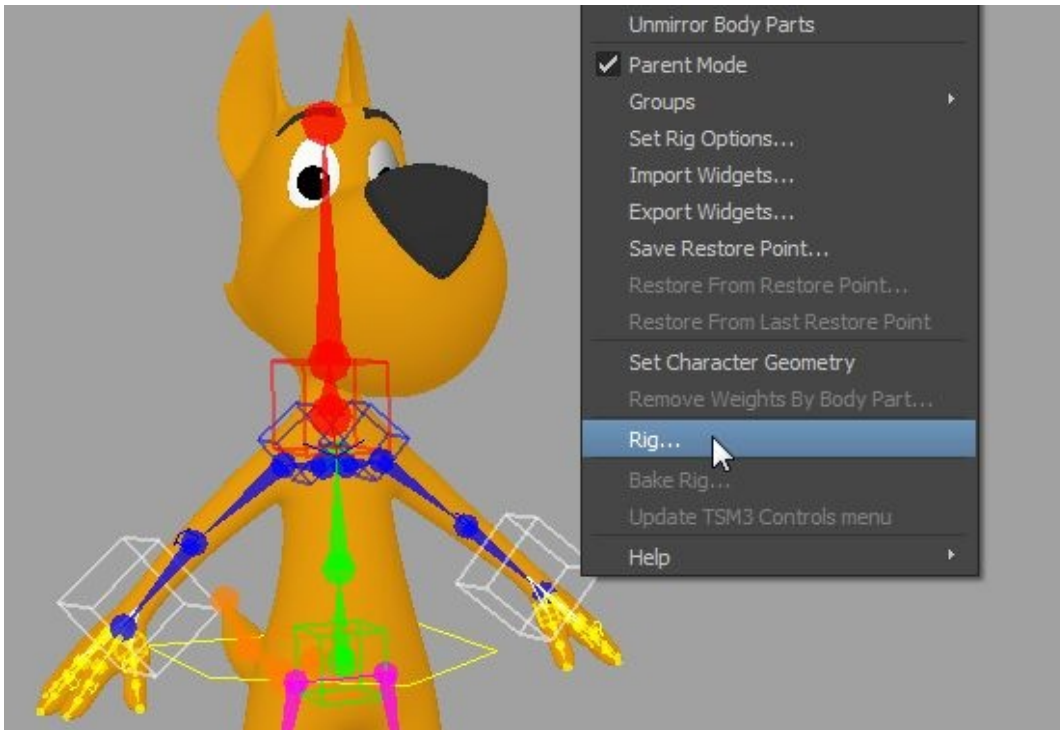 Unmirror Body Parts
Parent Mode
Groups
Set Rig Options...
Import Widgets...
Export Widgets...
Save Restore Point...
Restore From Restore Point...
Restore From Last Restore Point
Set Character Geometry
Remove Weights By Body Part...
Rig...
Bake Rig...
Update TSM3 Controls menu
Help